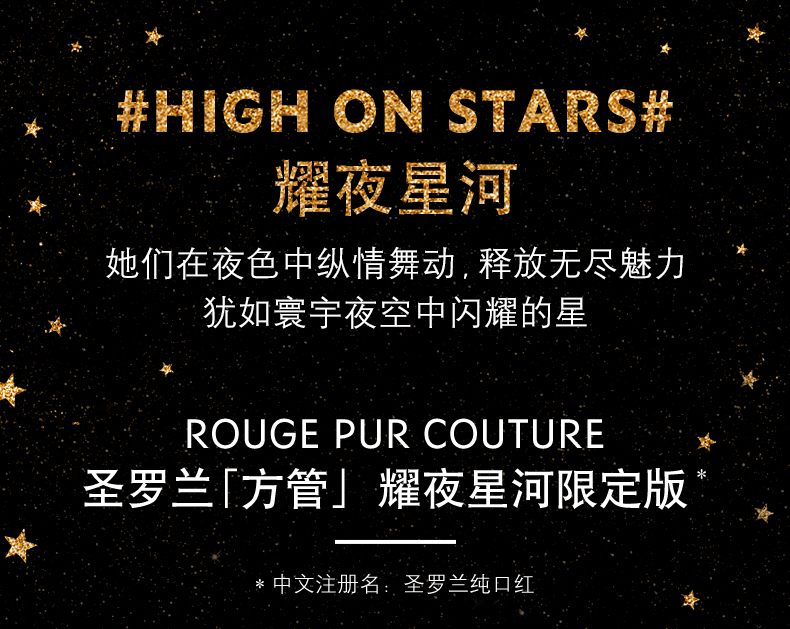 #HIGH ON STARS#
耀夜星河
她们在夜色中纵情舞动,释放无尽魅力
犹如寰宇夜空中闪耀的星
ROUGE PUR COUTURE
圣罗兰「方管」 耀夜星河限定版*
*中文注册名：圣罗兰纯口红